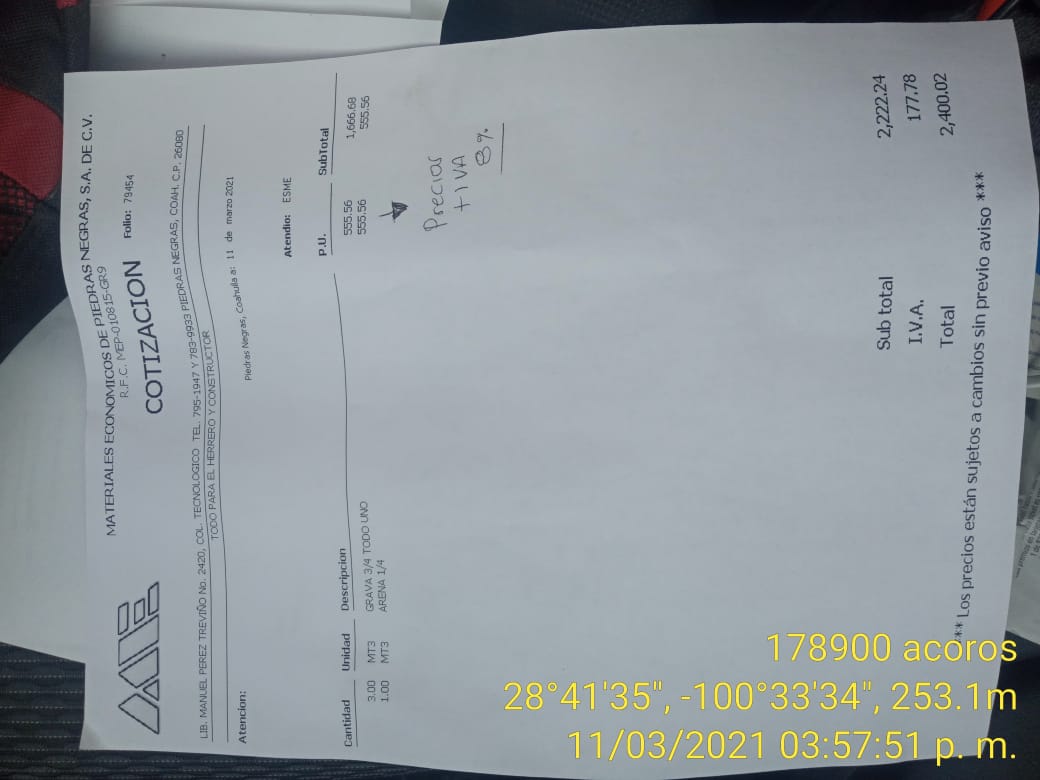 MATERIALES ECONOMICOS DE PIEDRAS NEGRAS, S.A. DE C.V.
R.F.C. MEP-010815-GR9
COTIZACION Folio: 79454
LIB. MANUEL PEREZ TREVIÑO No. 2420, COL. TECNOLOGICO TEL. 795-1947 Y 783-9933 PIEDRAS NEGRAS, COAH. C.P. 26080
TODO PARA EL HERRERO Y CONSTRUCTOR
Piedras Negras, Coahuila a: 11 de marzo 2021
Atencion:
Atendio: ESME
Cantidad Unidad Descripcion P.U. SubTotal
3.00 MT3 GRAVA 3/4 TODO UNO 555.56 1,666.68
1.00 MT3 ARENA 1/4 555.56 555.56
Precios
+ IVA
8%
Sub total 2,222.24
I.V.A. 177.78
Total 2,400.02
*** Los precios están sujetos a cambios sin previo aviso ***
178900 acoros
28°41'35", -100°33'34", 253.1m
11/03/2021 03:57:51 p. m.